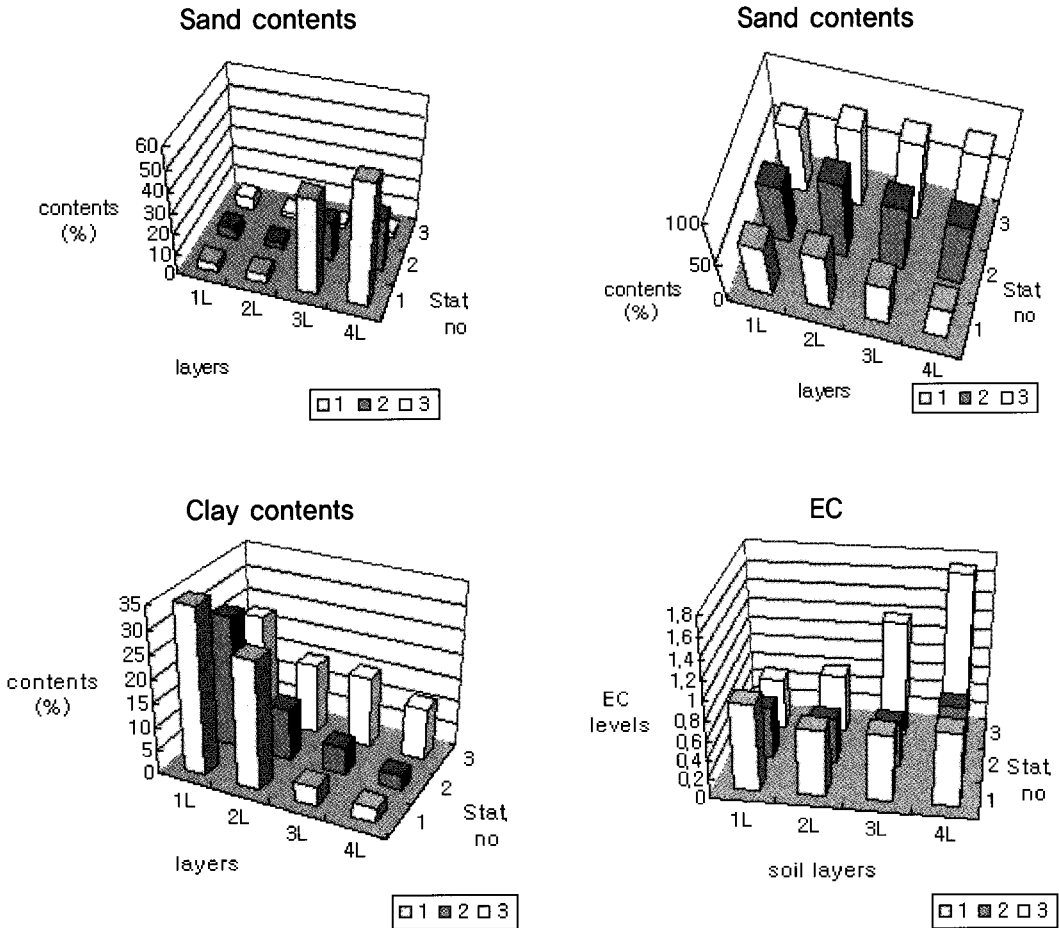 Sand contents
60
50
40
30
20
10
0
contents
(%)
1L
2L
3L
4L
1
2
3
Stat,
no
layers
1 2 3
Sand contents
100
50
0
contents
(%)
1L
2L
3L
4L
1
2
3
Stat,
no
layers
1 2 3
Clay contents
35
30
25
20
15
10
5
0
contents
(%)
1L
2L
3L
4L
1
2
3
Stat,
no
layers
1 2 3
EC
1,8
1,6
1,4
1,2
1
0,8
0,6
0,4
0,2
0
EC
levels
1L
2L
3L
4L
1
2
3
Stat,
no
soil layers
1 2 3